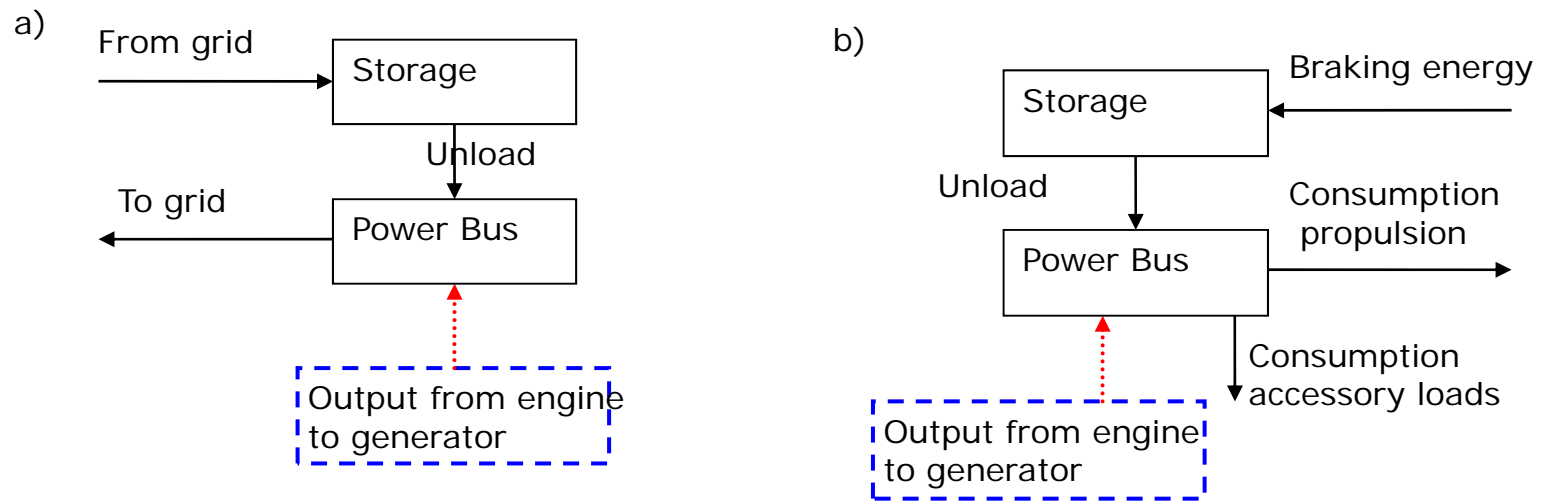 a)
From grid
Storage
Unload
To grid
Power Bus
Output from engine
to generator
b)
Braking energy
Storage
Unload
Consumption
propulsion
Power Bus
Consumption
accessory loads
Output from engine
to generator